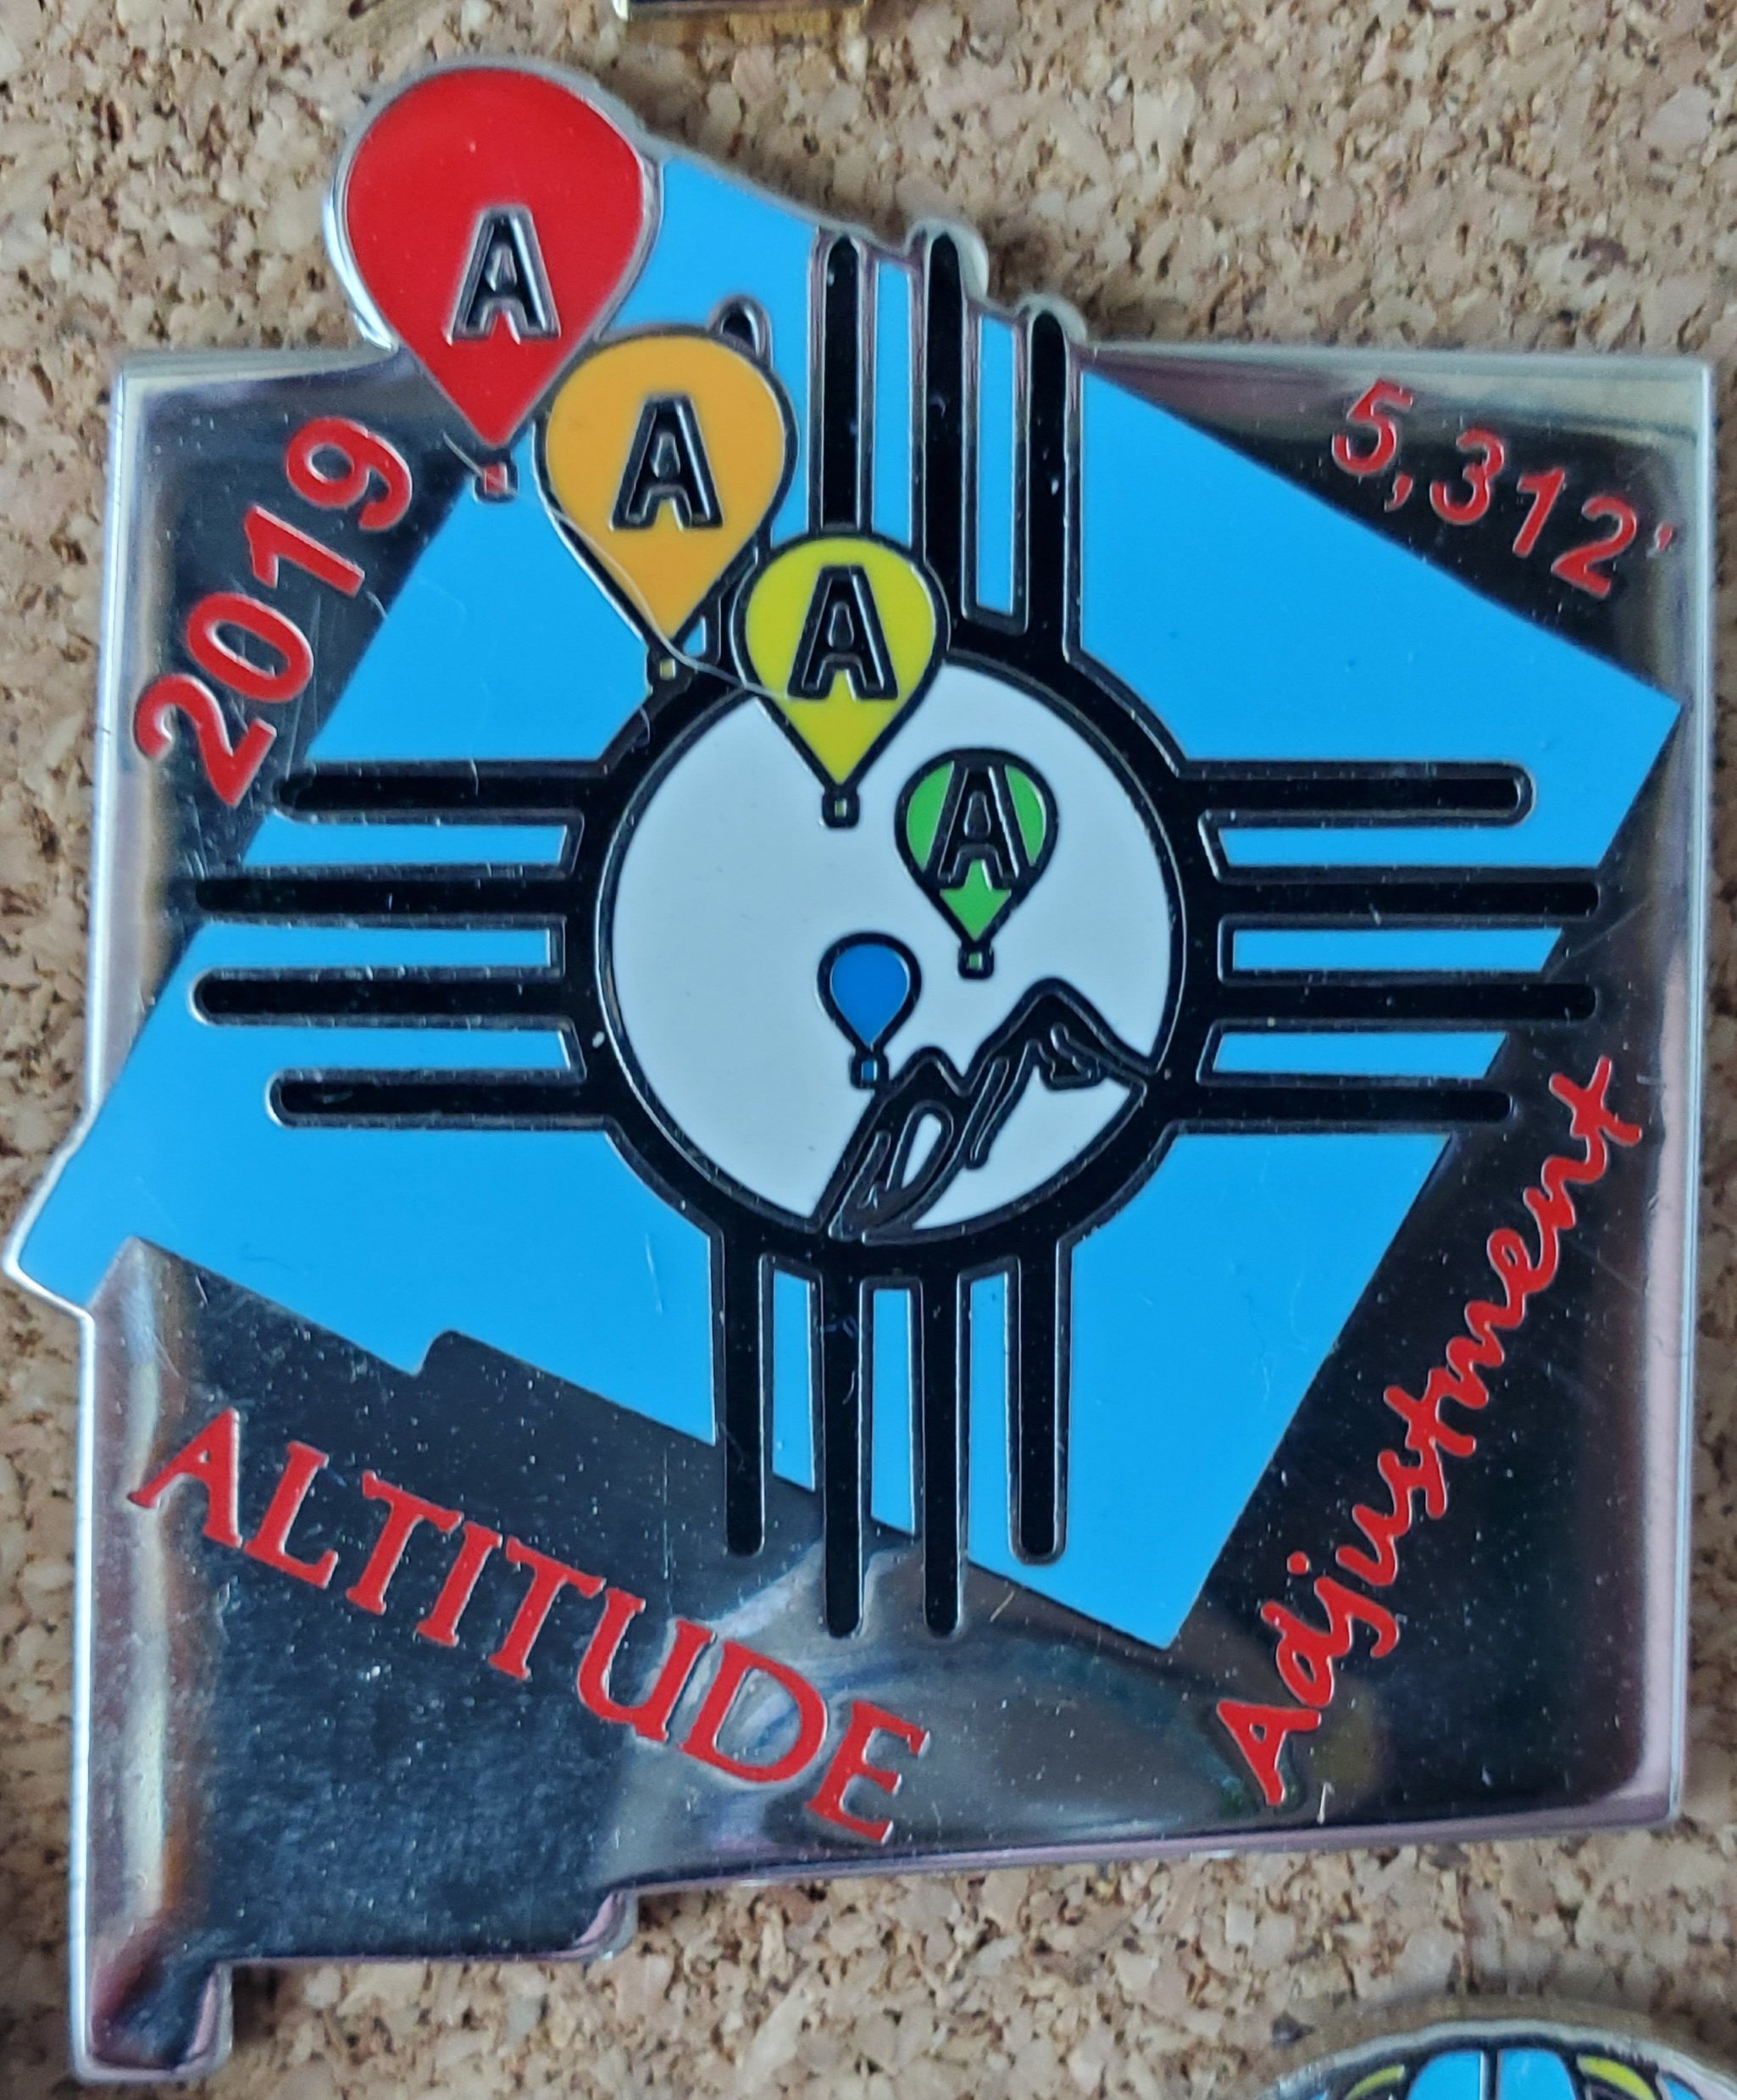 A
A
A
A
2019
5,312'
ALTITUDE
Adjustment